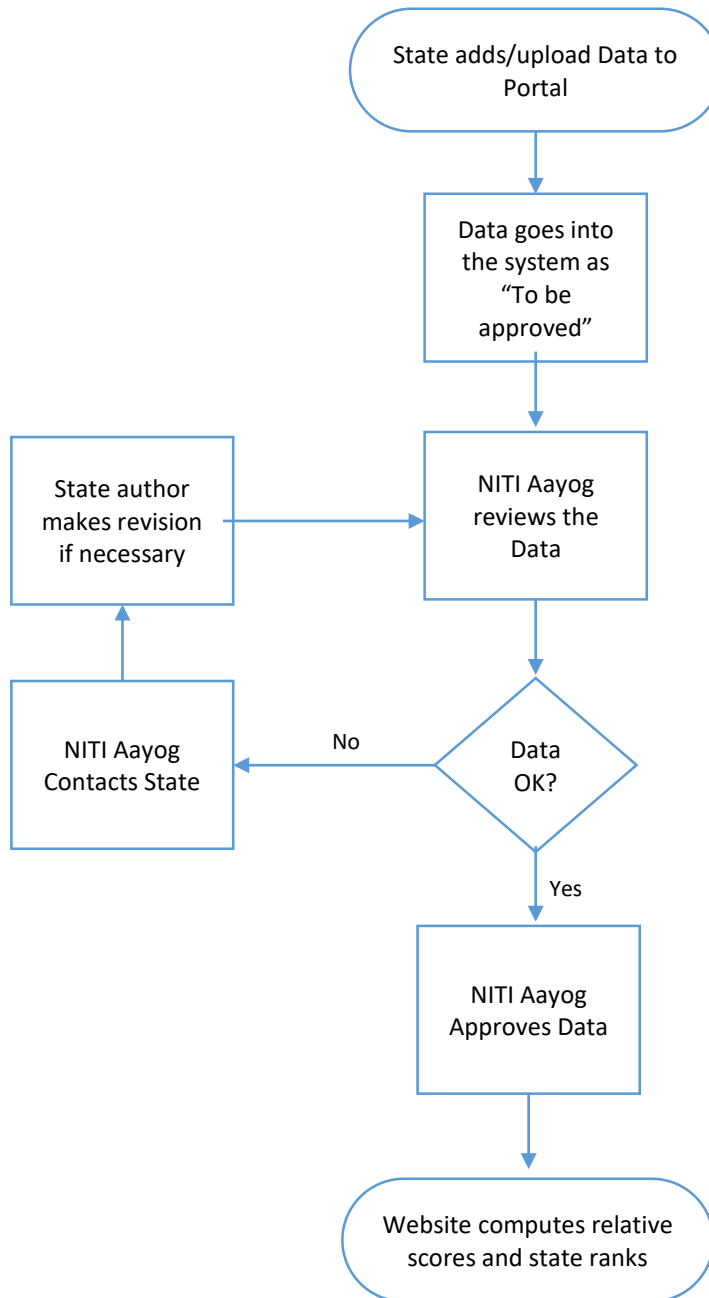 State adds/upload Data to
Portal
Data goes into
the system as
“To be
approved”
State author
makes revision
if necessary
NITI Aayog
reviews the
Data
NITI Aayog
Contacts State
No
Data
OK?
Yes
NITI Aayog
Approves Data
Website computes relative
scores and state ranks